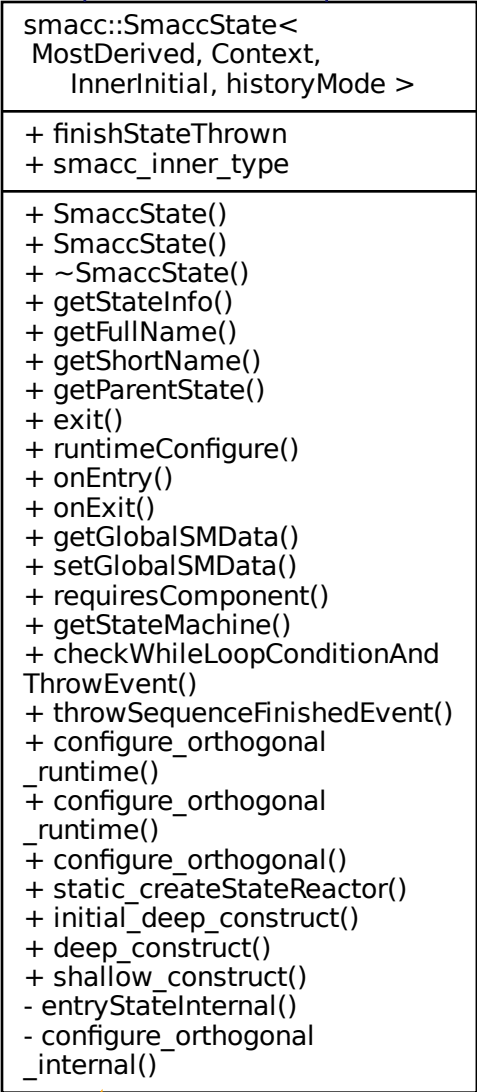 smacc::SmaccState<
MostDerived, Context,
InnerInitial, historyMode >
+ finishStateThrown
+ smacc_inner_type
+ SmaccState()
+ SmaccState()
+ ~SmaccState()
+ getStateInfo()
+ getFullName()
+ getShortName()
+ getParentState()
+ exit()
+ runtimeConfigure()
+ onEntry()
+ onExit()
+ getGlobalSMData()
+ setGlobalSMData()
+ requiresComponent()
+ getStateMachine()
+ checkWhileLoopConditionAnd
ThrowEvent()
+ throwSequenceFinishedEvent()
+ configure_orthogonal
_runtime()
+ configure_orthogonal
_runtime()
+ configure_orthogonal()
+ static_createStateReactor()
+ initial_deep_construct()
+ deep_construct()
+ shallow_construct()
- entryStateInternal()
- configure_orthogonal
_internal()